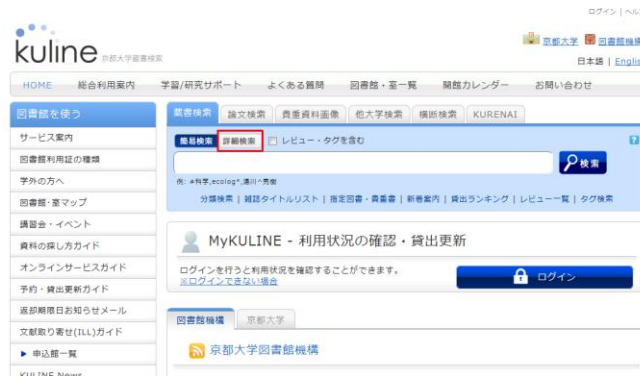 ログイン | ヘル
kuline 京都大学蔵書検索
京都大学 図書館機構
日本語 | English
HOME 総合利用案内 学習/研究サポート よくある質問 図書館・室一覧 開館カレンダー お問い合わせ
図書館を使う
サービス案内
図書館利用証の種類
学外の方へ
図書館・室マップ
講習会・イベント
資料の探し方ガイド
オンラインサービスガイド
予約・貸出更新ガイド
返却期限日お知らせメール
文献取り寄せ(ILL)ガイド
▶ 申込館一覧
KULINE News
蔵書検索 論文検索 貴重資料画像 他大学検索 横断検索 KURENAI
簡易検索 詳細検索 レビュー・タグを含む ?
検索
例: #科学,ecolog*,湯川^秀樹
分類検索 | 雑誌タイトルリスト | 指定図書・貴重書 | 新着案内 | 貸出ランキング | レビュー一覧 | タグ検索
MyKULINE - 利用状況の確認・貸出更新
ログインを行うと利用状況を確認することができます。
※ログインできない場合
ログイン
図書館機構 京都大学
京都大学図書館機構